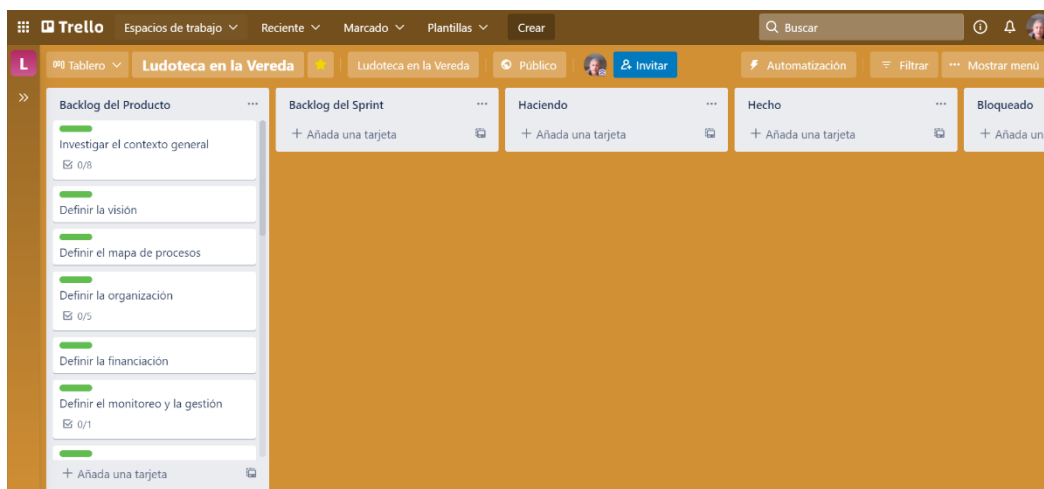 Trello Espacios de trabajo Reciente Marcado Plantillas Crear Buscar
L Tablero Ludoteca en la Vereda Ludoteca en la Vereda Público Invitar Automatización Filtrar Mostrar menú
Backlog del Producto
Investigar el contexto general
0/8
Definir la visión
Definir el mapa de procesos
Definir la organización
0/5
Definir la financiación
Definir el monitoreo y la gestión
0/1
+ Añada una tarjeta
Backlog del Sprint
+ Añada una tarjeta
Haciendo
+ Añada una tarjeta
Hecho
+ Añada una tarjeta
Bloqueado
+ Añada un